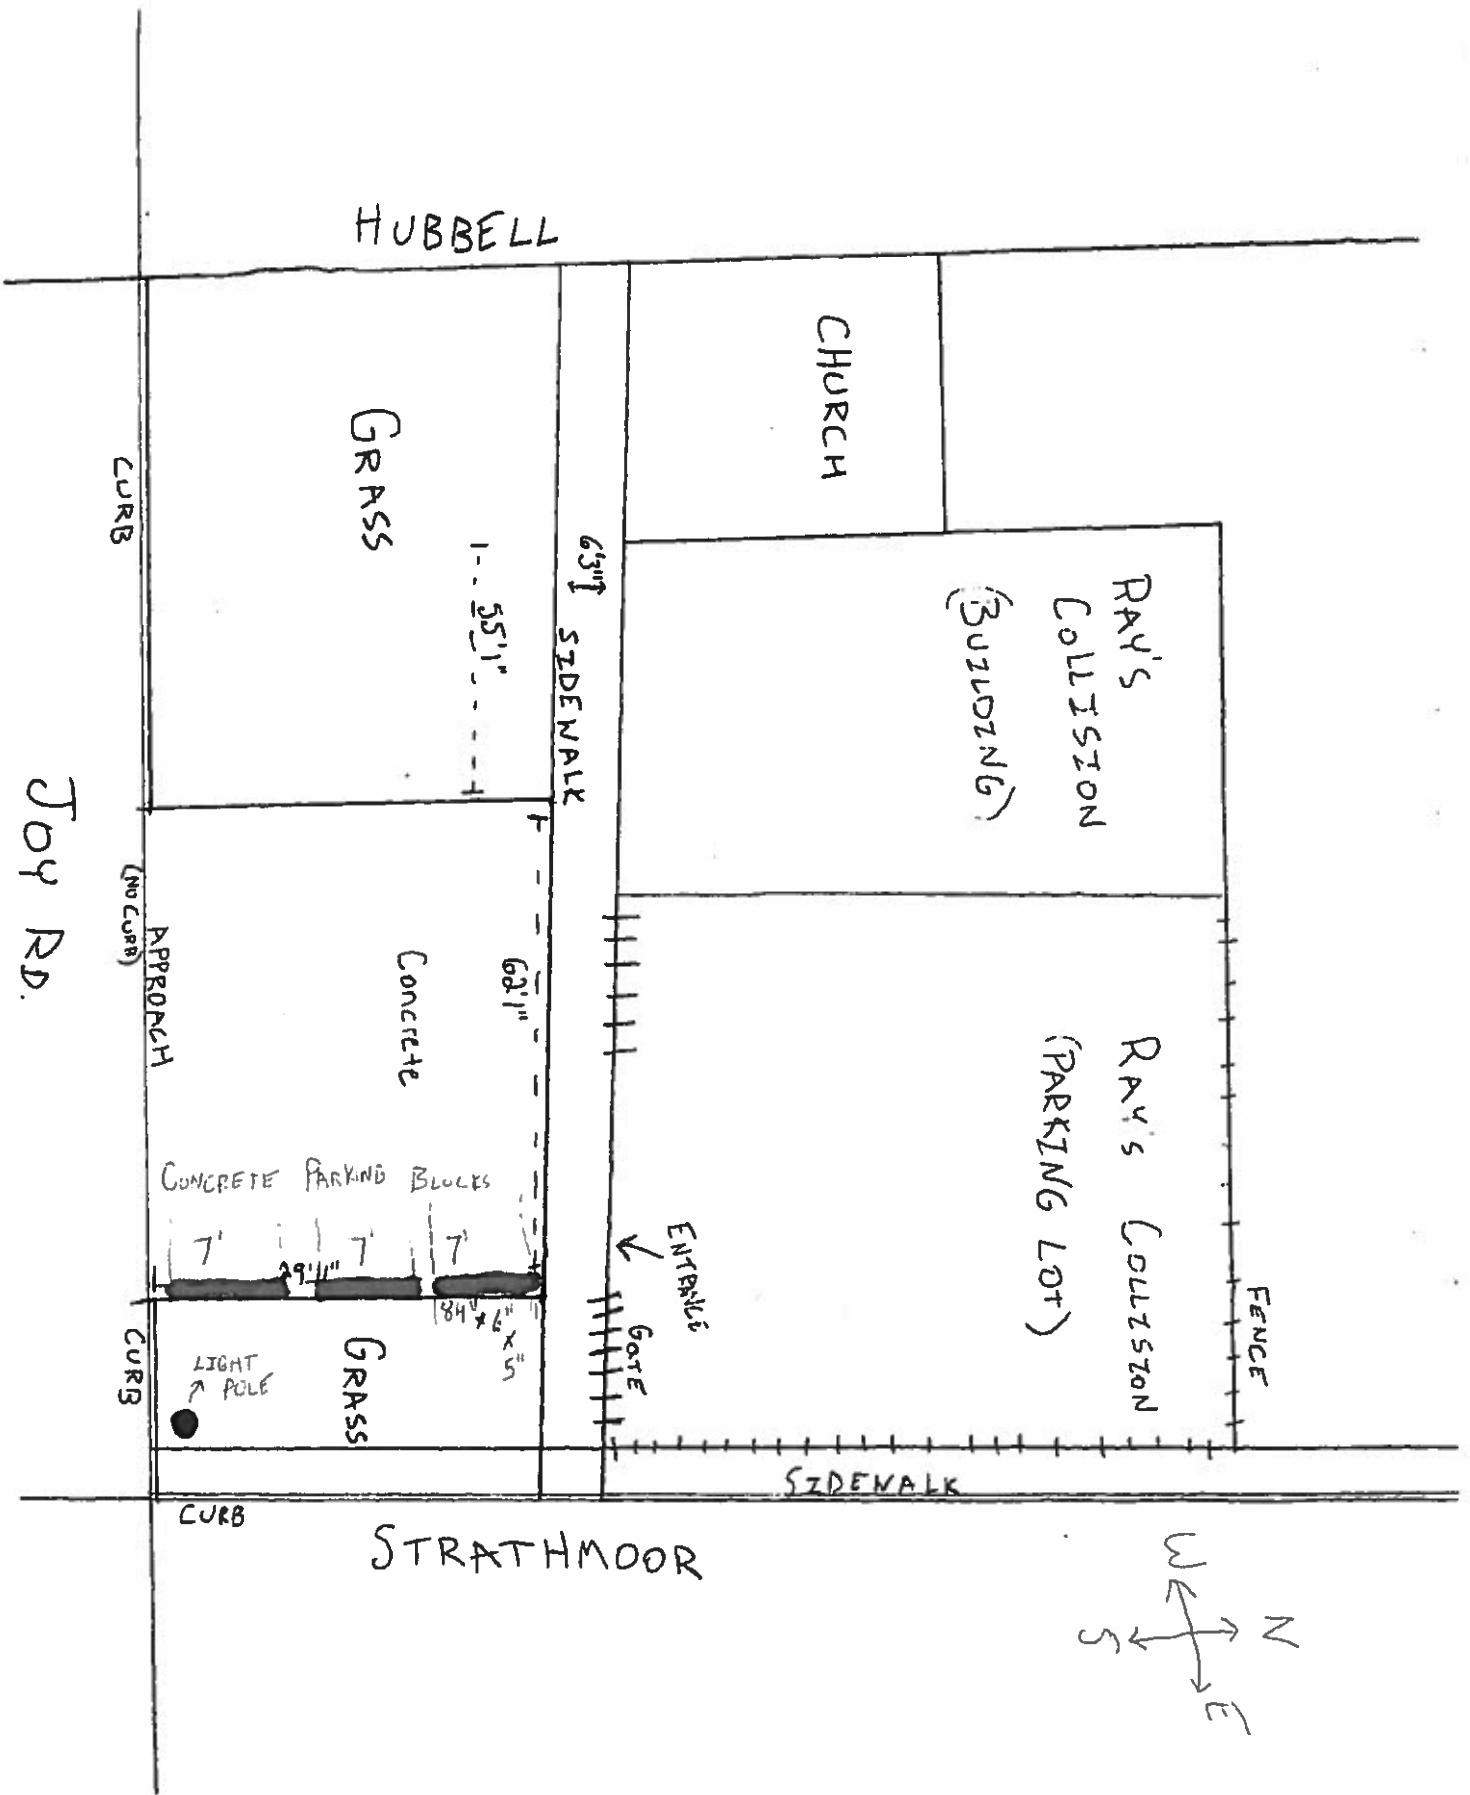 HUBBELL
CHURCH
GRASS
CURB
6'3"
55'1"
SIDEWALK
RAY'S
COLLISION
(BUILDING)
JOY RD.
(NO CURB)
APPROACH
Concrete
62'1"
RAY'S COLLISION
(PARKING LOT)
CONCRETE PARKING BLOCKS
7' 7' 7'
29'11"
84" x 6"
x
5"
ENTRANCE
GATE
FENCE
CURB
LIGHT
POLE
GRASS
SIDEWALK
CURB
STRATHMOOR
W
N
S
E